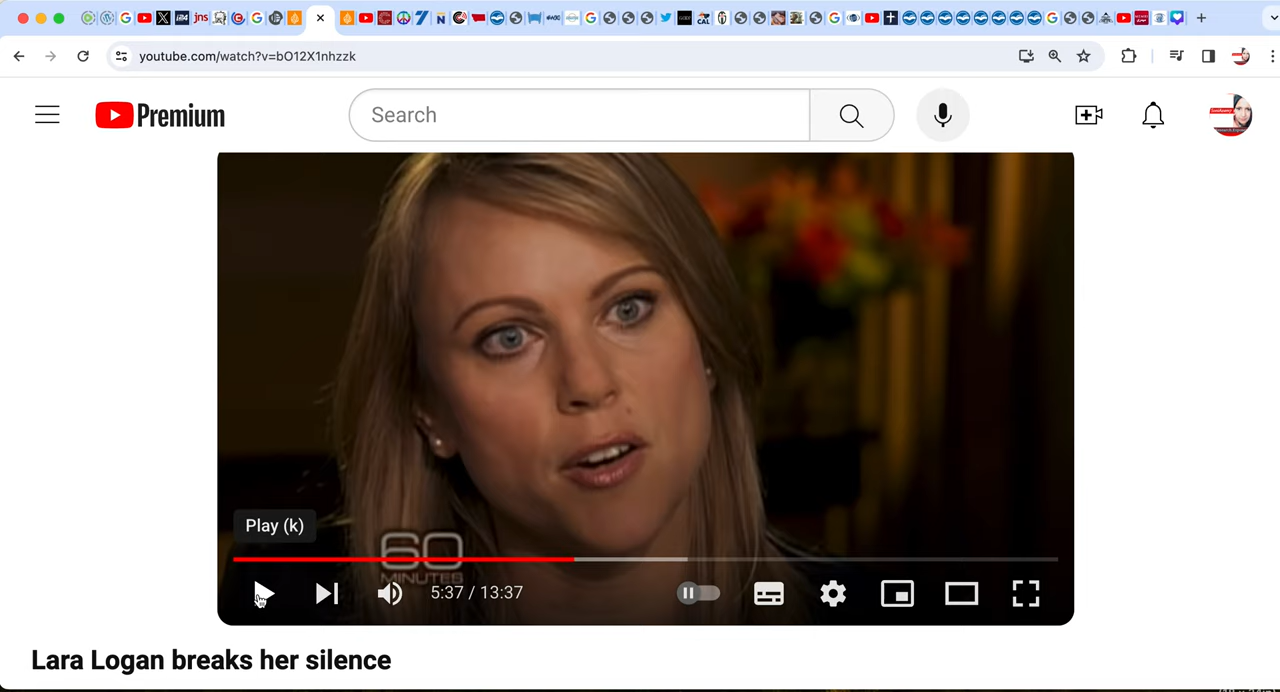 youtube.com/watch?v=bO12X1nhzzk
Premium
Search
Play (k)
60
MINUTES
5:37 / 13:37
Lara Logan breaks her silence